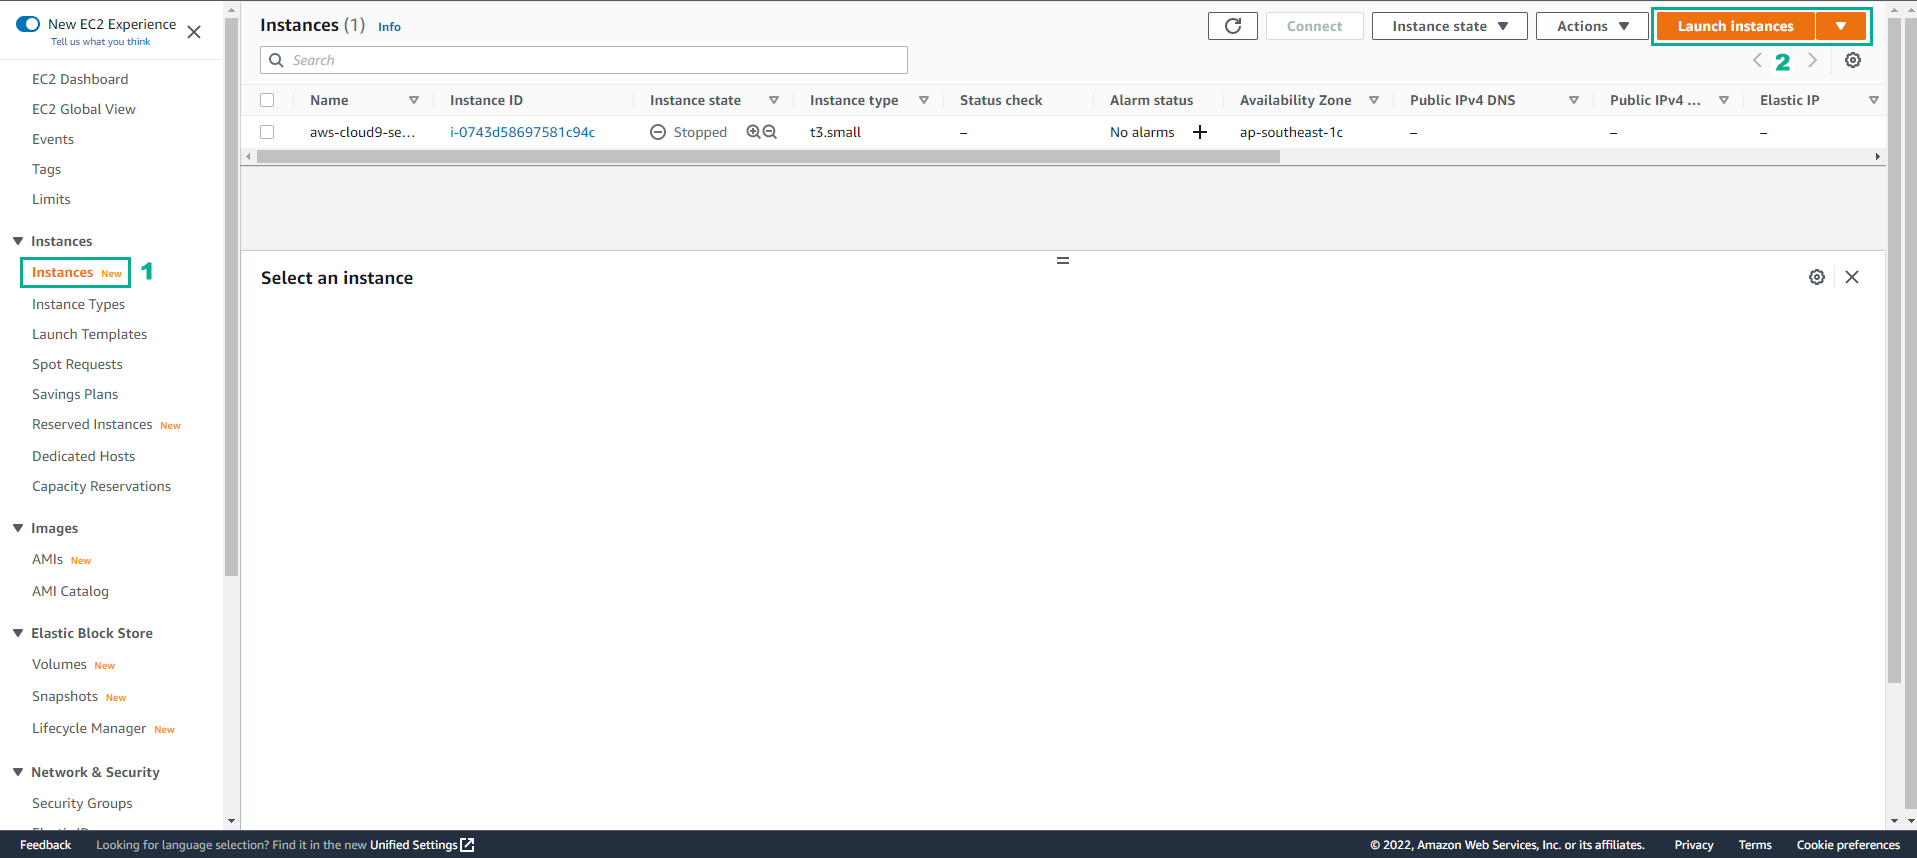 New EC2 Experience
Tell us what you think
EC2 Dashboard
EC2 Global View
Events
Tags
Limits
Instances
Instances New 1
Instance Types
Launch Templates
Spot Requests
Savings Plans
Reserved Instances New
Dedicated Hosts
Capacity Reservations
Images
AMIs New
AMI Catalog
Elastic Block Store
Volumes New
Snapshots New
Lifecycle Manager New
Network & Security
Security Groups
Instances (1) Info
Connect Instance state Actions Launch instances
Search
2
Name Instance ID Instance state Instance type Status check Alarm status Availability Zone Public IPv4 DNS Public IPv4 ... Elastic IP
aws-cloud9-se... i-0743d58697581c94c Stopped t3.small – No alarms + ap-southeast-1c – – –
Select an instance
Feedback Looking for language selection? Find it in the new Unified Settings © 2022, Amazon Web Services, Inc. or its affiliates. Privacy Terms Cookie preferences